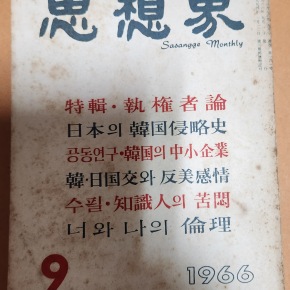 思想界
Sasangge Monthly
特輯·執權者論
日本의 韓国侵略史
공동연구·韓国의 中小企業
韓·日国交와 反美感情
수필·知識人의 苦悶
너와 나의 倫理
9
1966